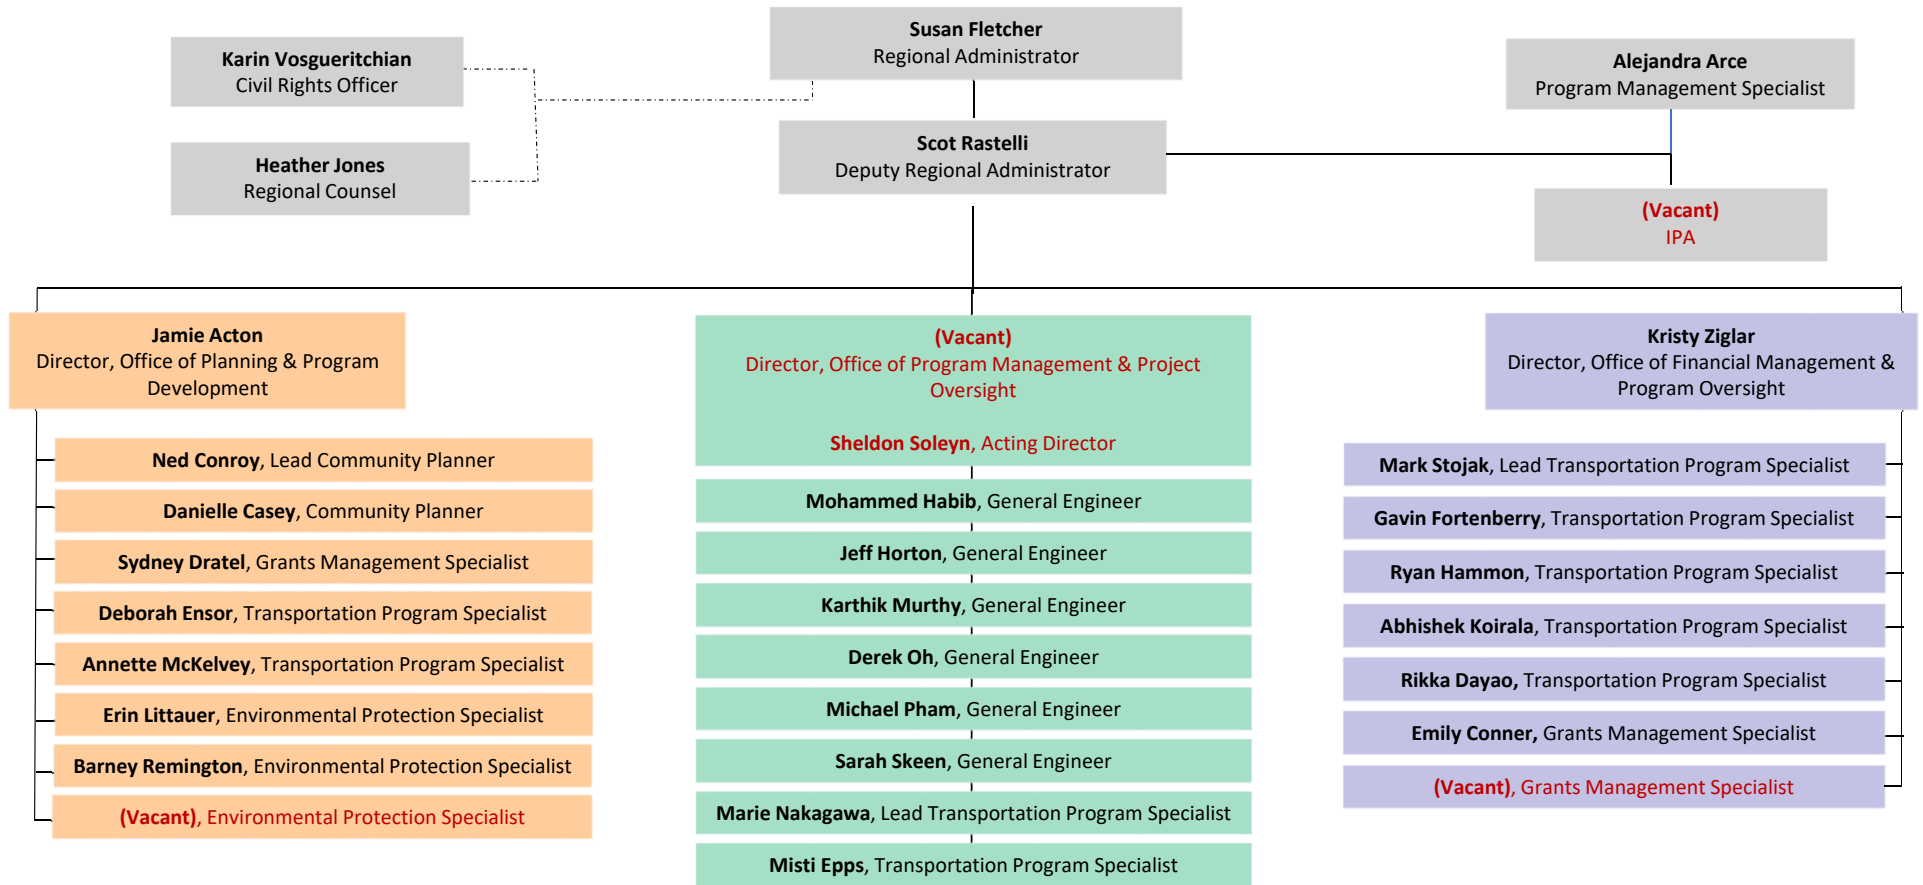 Susan Fletcher
Regional Administrator
Karin Vosgueritchian
Civil Rights Officer
Alejandra Arce
Program Management Specialist
Scot Rastelli
Deputy Regional Administrator
Heather Jones
Regional Counsel
(Vacant)
IPA
Jamie Acton
Director, Office of Planning & Program
Development
Ned Conroy, Lead Community Planner
Danielle Casey, Community Planner
Sydney Dratel, Grants Management Specialist
Deborah Ensor, Transportation Program Specialist
Annette McKelvey, Transportation Program Specialist
Erin Littauer, Environmental Protection Specialist
Barney Remington, Environmental Protection Specialist
(Vacant), Environmental Protection Specialist
(Vacant)
Director, Office of Program Management & Project
Oversight
Sheldon Soleyn, Acting Director
Mohammed Habib, General Engineer
Jeff Horton, General Engineer
Karthik Murthy, General Engineer
Derek Oh, General Engineer
Michael Pham, General Engineer
Sarah Skeen, General Engineer
Marie Nakagawa, Lead Transportation Program Specialist
Misti Epps, Transportation Program Specialist
Kristy Ziglar
Director, Office of Financial Management &
Program Oversight
Mark Stojak, Lead Transportation Program Specialist
Gavin Fortenberry, Transportation Program Specialist
Ryan Hammon, Transportation Program Specialist
Abhishek Koirala, Transportation Program Specialist
Rikka Dayao, Transportation Program Specialist
Emily Conner, Grants Management Specialist
(Vacant), Grants Management Specialist